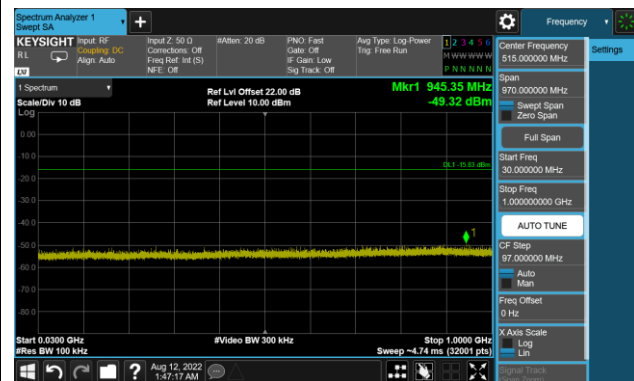 Spectrum Analyzer 1
Swept SA
Frequency
KEYSIGHT
Input: RF
Coupling: DC
Align: Auto
Input Z: 50 Ω
Corrections: Off
Freq Ref: Int (S)
NFE: Off
#Atten: 20 dB
PNO: Fast
Gate: Off
IF Gain: Low
Sig Track: Off
Avg Type: Log-Power
Trig: Free Run
1 2 3 4 5 6
M W W W W W
P N N N N N
RL
LXI
Center Frequency
515.000000 MHz
Settings
1 Spectrum
Scale/Div 10 dB
Log
Ref Lvl Offset 22.00 dB
Ref Level 10.00 dBm
Mkr1 945.35 MHz
-49.32 dBm
Span
970.000000 MHz
Swept Span
Zero Span
Full Span
Start Freq
30.000000 MHz
Stop Freq
1.000000000 GHz
AUTO TUNE
CF Step
97.000000 MHz
Auto
Man
Freq Offset
0 Hz
X Axis Scale
Log
Lin
Signal Track
0.00
-10.0
DL1 -15.63 dBm
-20.0
-30.0
-40.0
1
-50.0
-60.0
-70.0
-80.0
Start 0.0300 GHz
#Res BW 100 kHz
#Video BW 300 kHz
Stop 1.0000 GHz
Sweep ~4.74 ms (32001 pts)
?
Aug 12, 2022
1:47:17 AM